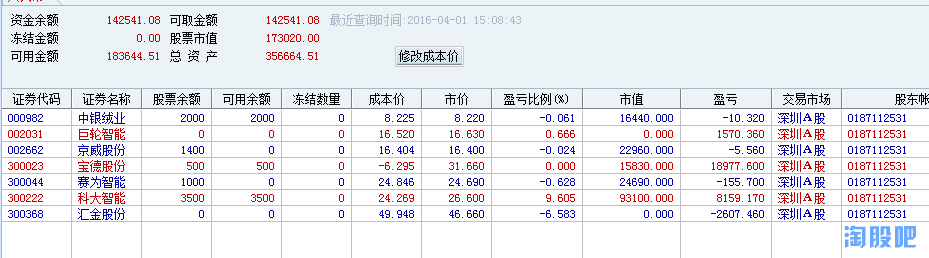 资金余额 142541.08 可取金额 142541.08 最近查询时间:2016-04-01 15:08:43
冻结金额 0.00 股票市值 173020.00
可用金额 183644.51 总 资 产 356664.51 修改成本价
证券代码 证券名称 股票余额 可用余额 冻结数量 成本价 市价 盈亏比例(%) 市值 盈亏 交易市场 股东帐
000982 中银绒业 2000 2000 0 8.225 8.220 -0.061 16440.000 -10.320 深圳A股 0187112531
002031 巨轮智能 0 0 0 16.520 16.630 0.666 0.000 1570.360 深圳A股 0187112531
002662 京威股份 1400 0 0 16.404 16.400 -0.024 22960.000 -5.560 深圳A股 0187112531
300023 宝德股份 500 500 0 -6.295 31.660 0.000 15830.000 18977.600 深圳A股 0187112531
300044 赛为智能 1000 0 0 24.846 24.690 -0.628 24690.000 -155.700 深圳A股 0187112531
300222 科大智能 3500 3500 0 24.269 26.600 9.605 93100.000 8159.170 深圳A股 0187112531
300368 汇金股份 0 0 0 49.948 46.660 -6.583 0.000 -2607.460 深圳A股 0187112531
淘股吧